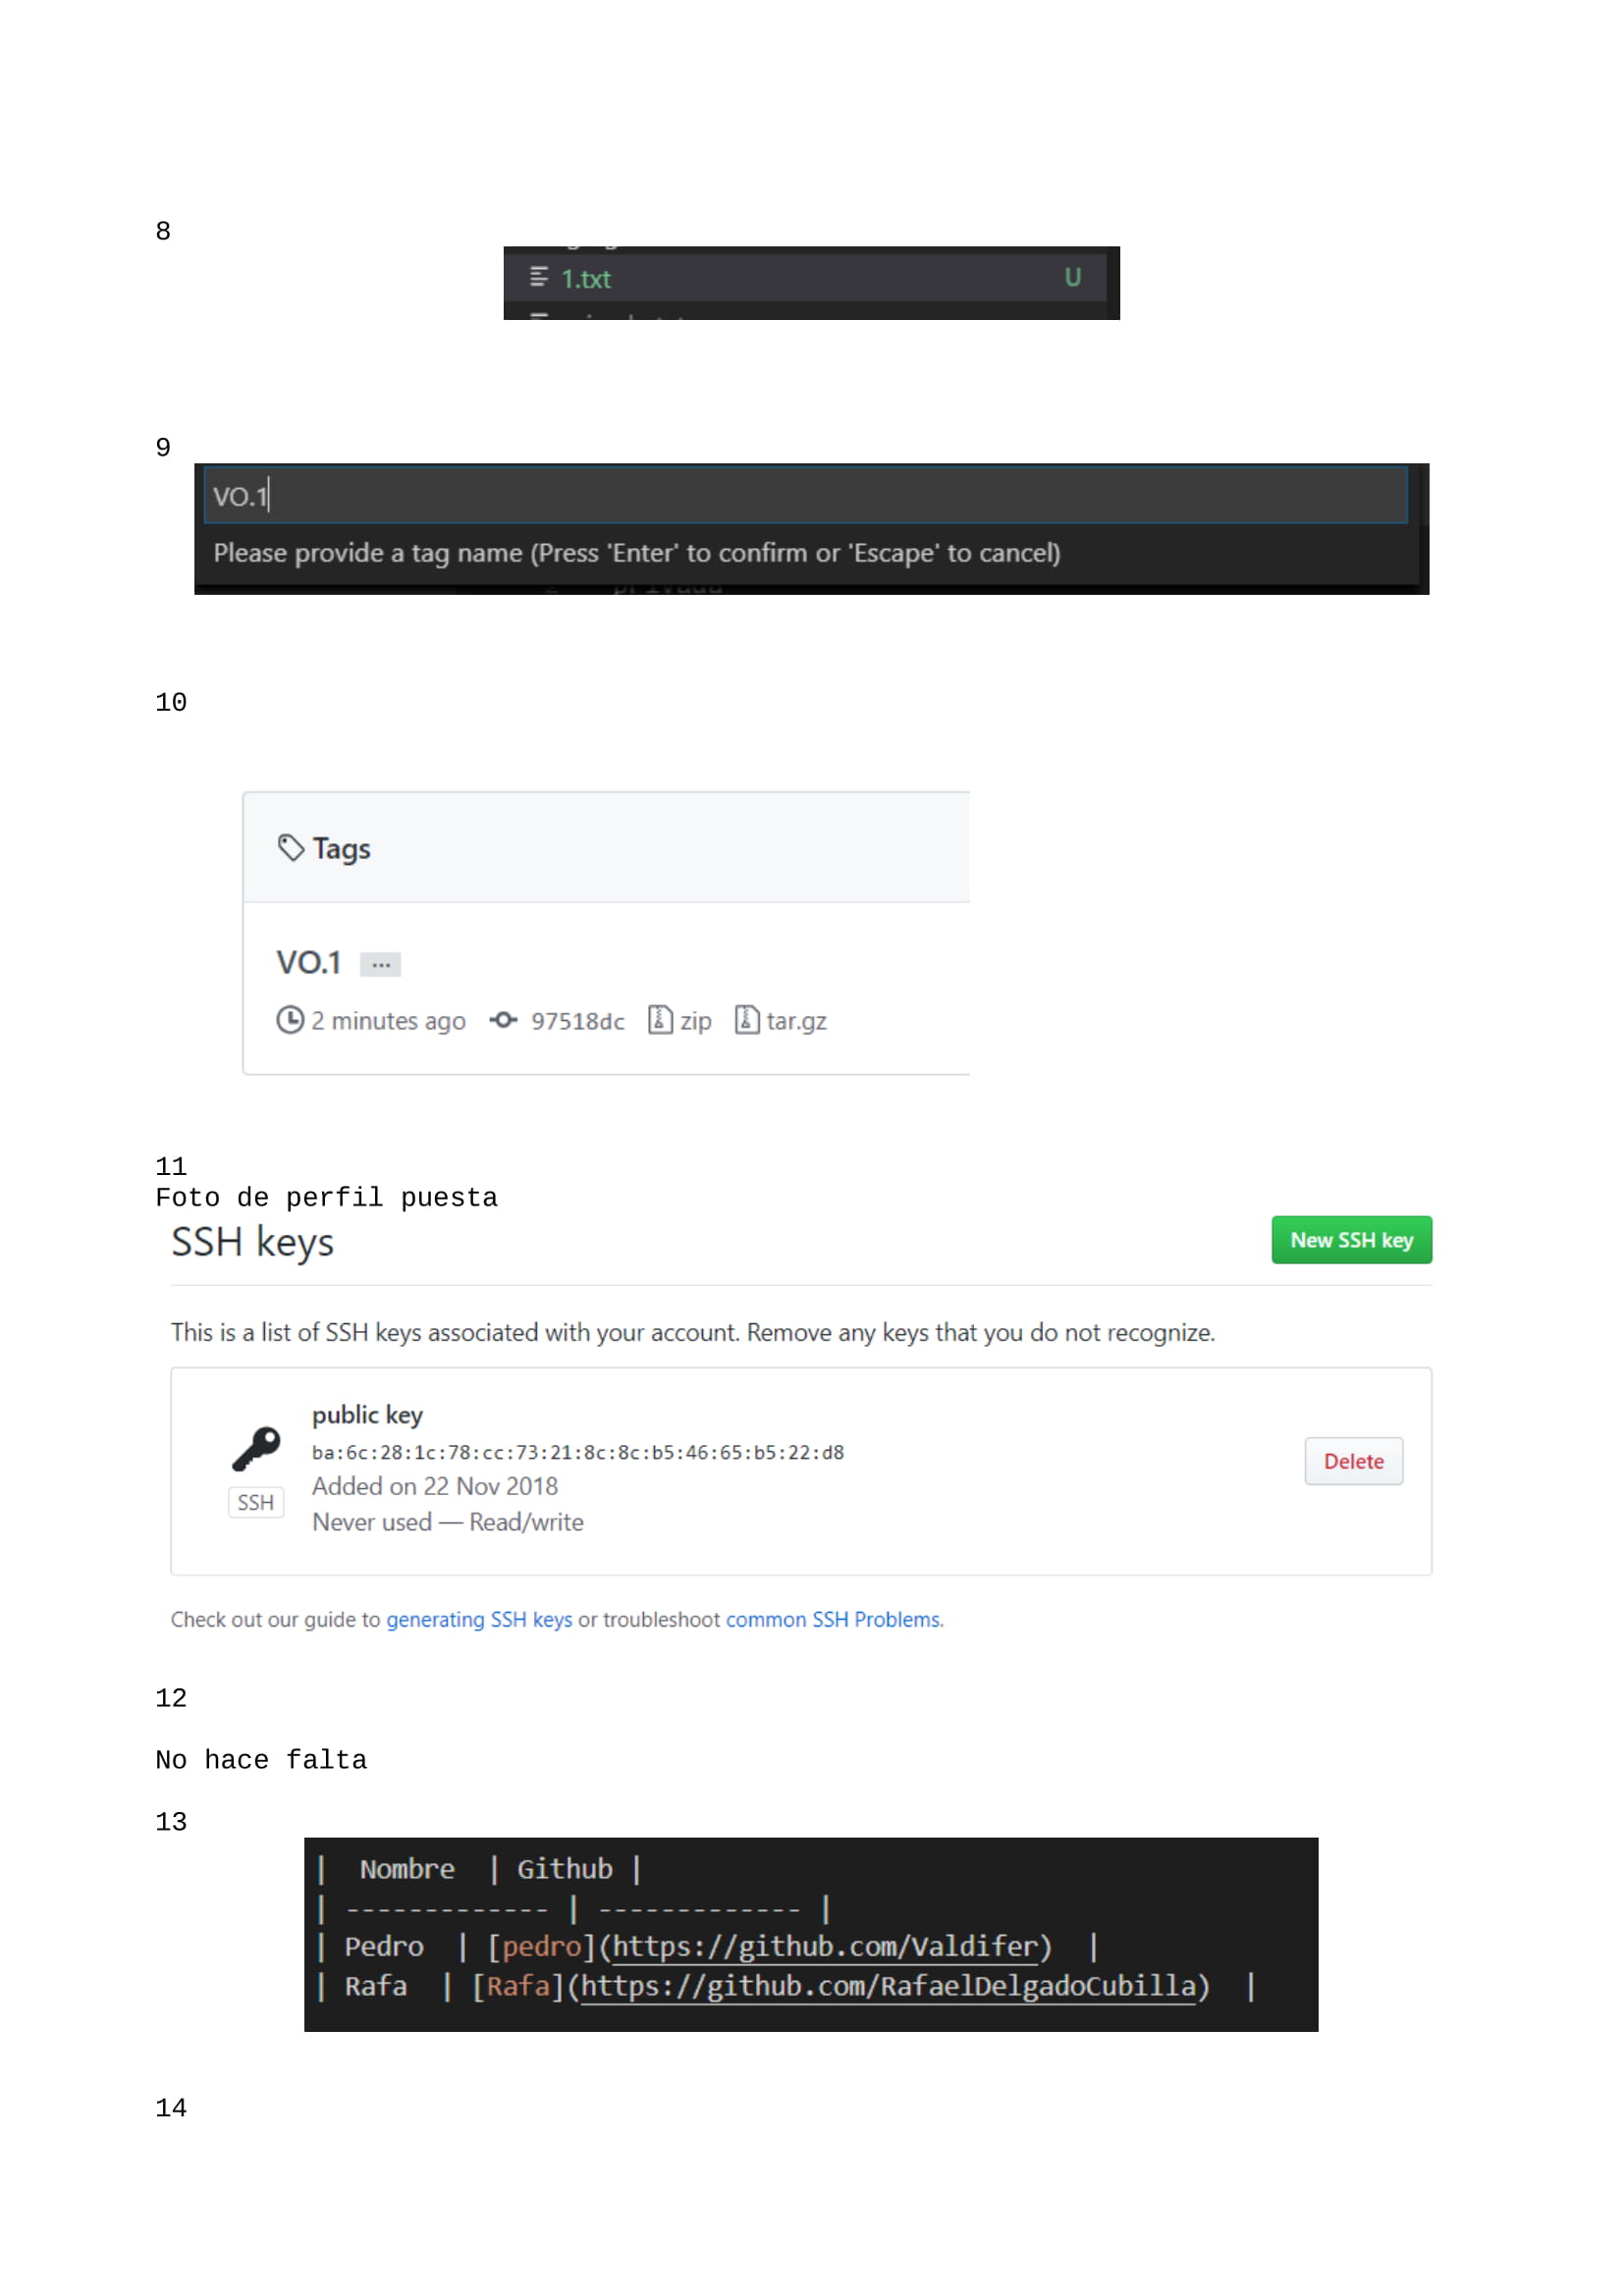 8
1.txt U
9
VO.1
Please provide a tag name (Press 'Enter' to confirm or 'Escape' to cancel)
10
Tags
VO.1 ...
2 minutes ago 97518dc zip tar.gz
11
Foto de perfil puesta
SSH keys New SSH key
This is a list of SSH keys associated with your account. Remove any keys that you do not recognize.
public key
ba:6c:28:1c:78:cc:73:21:8c:8c:b5:46:65:b5:22:d8
Added on 22 Nov 2018
Never used — Read/write
SSH
Delete
Check out our guide to generating SSH keys or troubleshoot common SSH Problems.
12
No hace falta
13
| Nombre | Github |
| ------------- | ------------- |
| Pedro | [pedro](https://github.com/Valdifer) |
| Rafa | [Rafa](https://github.com/RafaelDelgadoCubilla) |
14